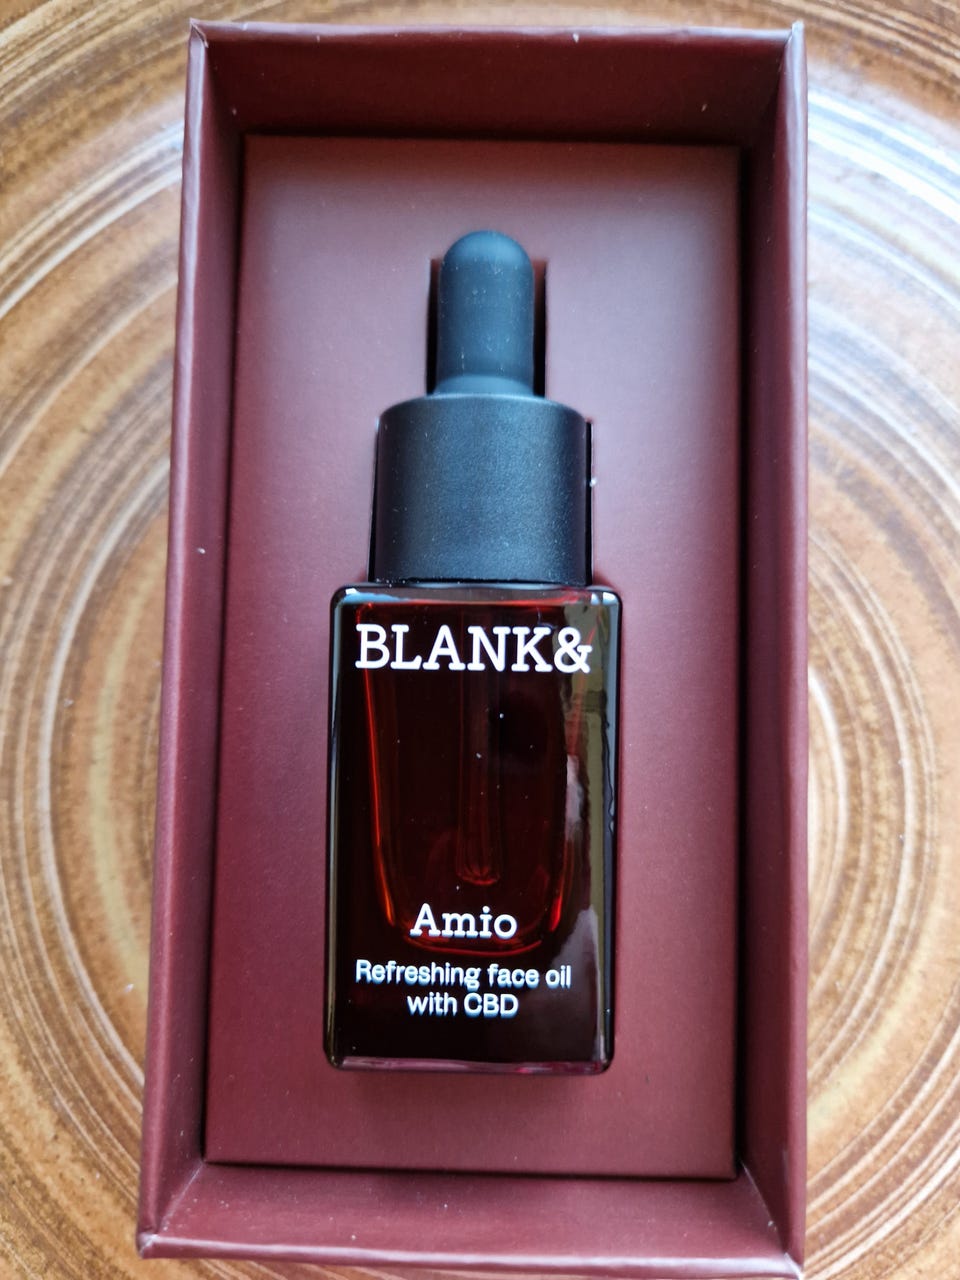 BLANK&
Amio
Refreshing face oil
with CBD